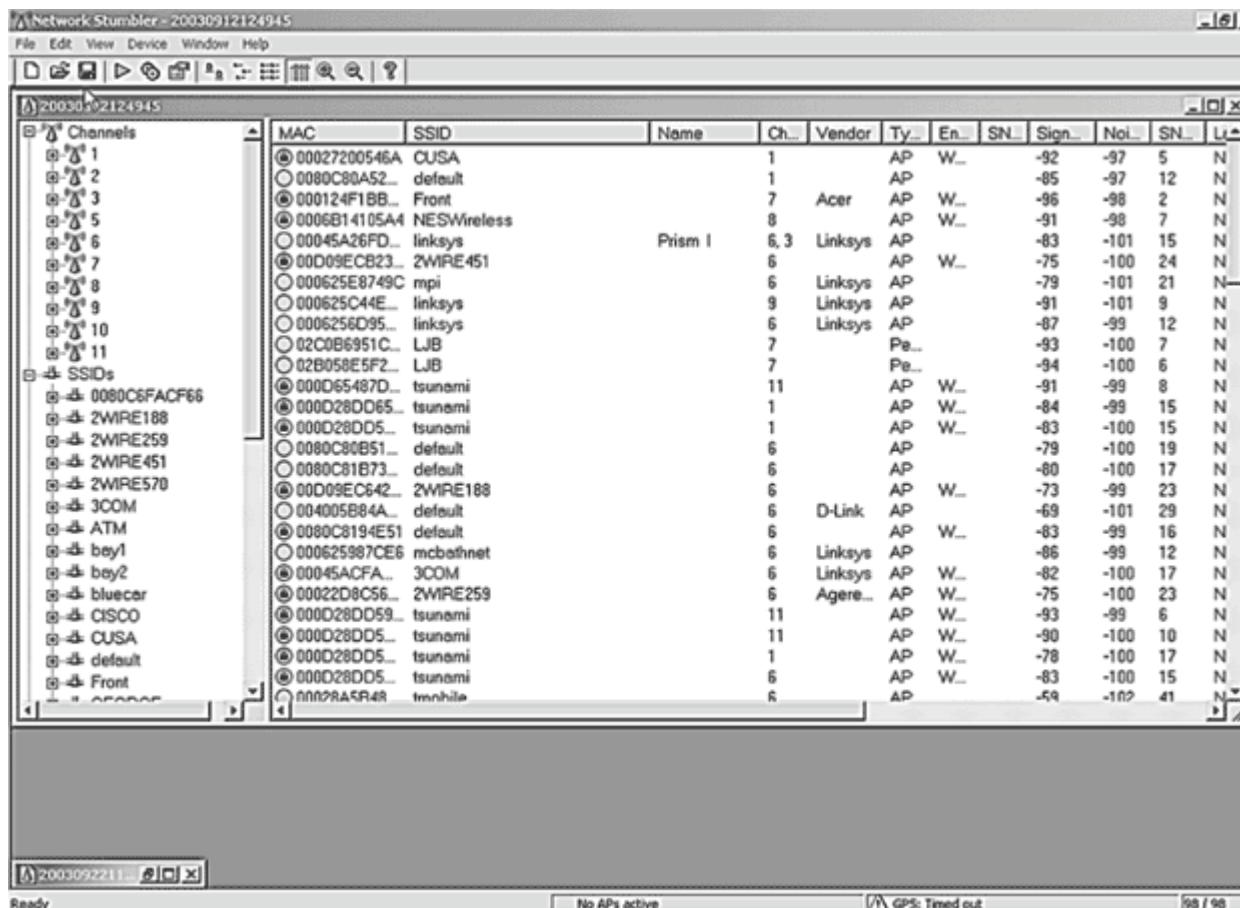 Network Stumbler - 20030912124945
File Edit View Device Window Help
Channels
1
2
3
5
6
7
8
9
10
11
SSIDs
0080C6FACF66
2WIRE188
2WIRE259
2WIRE451
2WIRE570
3COM
ATM
bay1
bay2
bluecar
CISCO
CUSA
default
Front
MAC SSID Name Ch... Vendor Ty... En... SN... Sign... Noi... SN...
00027200546A CUSA 1 AP W... -92 -97 5 N
0080C80A52... default 1 AP -85 -97 12 N
000124F1BB... Front 7 Acer AP W... -96 -98 2 N
0006B14105A4 NESWireless 8 AP W... -91 -98 7 N
00045A26FD... linksys Prism I 6, 3 Linksys AP -83 -101 15 N
00D09ECB23... 2WIRE451 6 AP W... -75 -100 24 N
000625E8749C mpi 6 Linksys AP -79 -101 21 N
000625C44E... linksys 9 Linksys AP -91 -101 9 N
0006256D95... linksys 6 Linksys AP -87 -99 12 N
02C0B6951C... LJB 7 Pe... -93 -100 7 N
02B058E5F2... LJB 7 Pe... -94 -100 6 N
000D65487D... tsunami 11 AP W... -91 -99 8 N
000D28DD65... tsunami 1 AP W... -84 -99 15 N
000D28DD5... tsunami 1 AP W... -83 -100 15 N
0080C80B51... default 6 AP -79 -100 19 N
0080C81B73... default 6 AP -80 -100 17 N
00D09EC642... 2WIRE188 6 AP W... -73 -99 23 N
004005B84A... default 6 D-Link AP -69 -101 29 N
0080C8194E51 default 6 AP W... -83 -99 16 N
000625987CE6 mcbathnet 6 Linksys AP -86 -99 12 N
00045ACFA... 3COM 6 Linksys AP W... -82 -100 17 N
00022D8C56... 2WIRE259 6 Agere... AP W... -75 -100 23 N
000D28DD59... tsunami 11 AP W... -93 -99 6 N
000D28DD5... tsunami 11 AP W... -90 -100 10 N
000D28DD5... tsunami 1 AP W... -78 -100 17 N
000D28DD5... tsunami 6 AP W... -83 -100 15 N
00028A5B48... tmobile 6 AP -59 -102 41 N
2003092211...
Ready No APs active GPS: Timed out 98 / 98